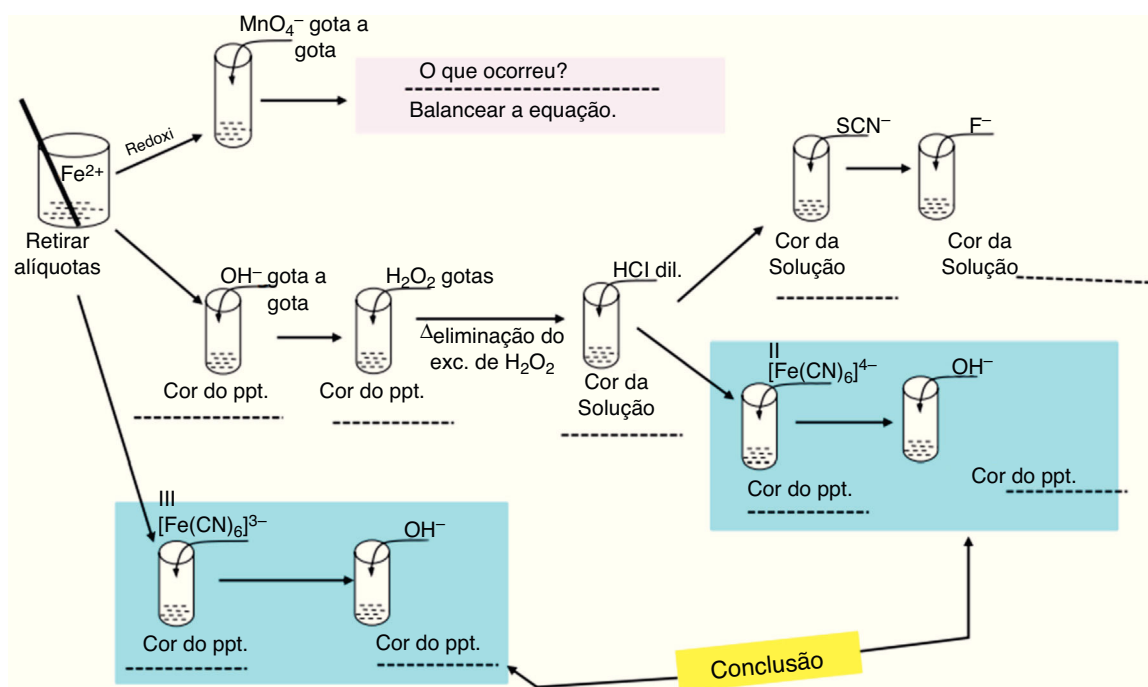 MnO₄⁻ gota a
gota
O que ocorreu?
Balancear a equação.
Redoxi
Fe²⁺
Retirar
alíquotas
SCN⁻
F⁻
Cor da
Solução
Cor da
Solução
OH⁻ gota a
gota
H₂O₂ gotas
Δeliminação do
exc. de H₂O₂
HCl dil.
Cor do ppt.
Cor do ppt.
Cor da
Solução
II
[Fe(CN)₆]⁴⁻
OH⁻
Cor do ppt.
Cor do ppt.
III
[Fe(CN)₆]³⁻
OH⁻
Cor do ppt.
Cor do ppt.
Conclusão